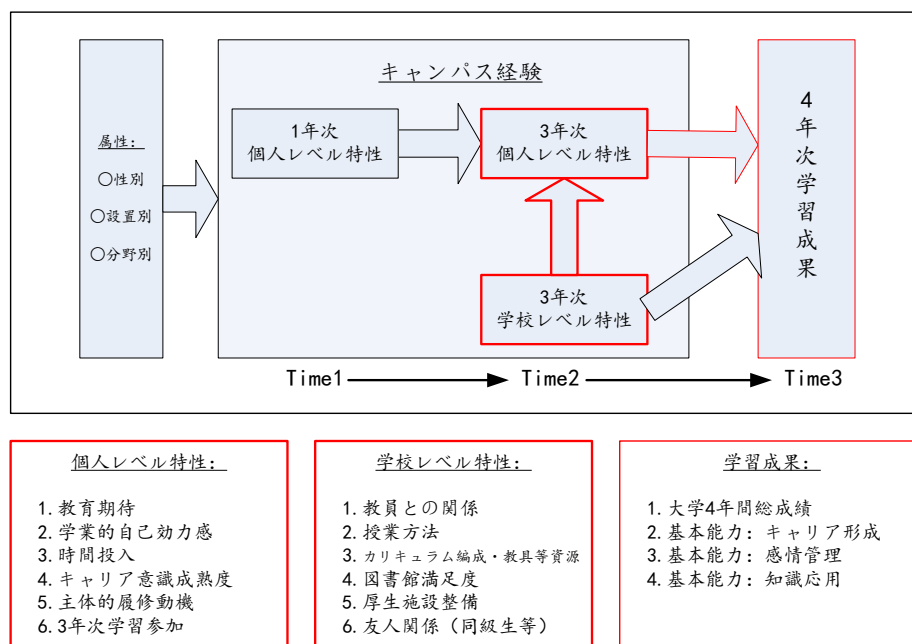 キャンパス経験
属性:
○性別
○設置別
○分野別
1年次
個人レベル特性
3年次
個人レベル特性
3年次
学校レベル特性
4年次学習成果
Time1
Time2
Time3
個人レベル特性:
1. 教育期待
2. 学業的自己効力感
3. 時間投入
4. キャリア意識成熟度
5. 主体的履修動機
6. 3年次学習参加
学校レベル特性:
1. 教員との関係
2. 授業方法
3. カリキュラム編成・教具等資源
4. 図書館満足度
5. 厚生施設整備
6. 友人関係（同級生等）
学習成果:
1. 大学4年間総成績
2. 基本能力: キャリア形成
3. 基本能力: 感情管理
4. 基本能力: 知識応用